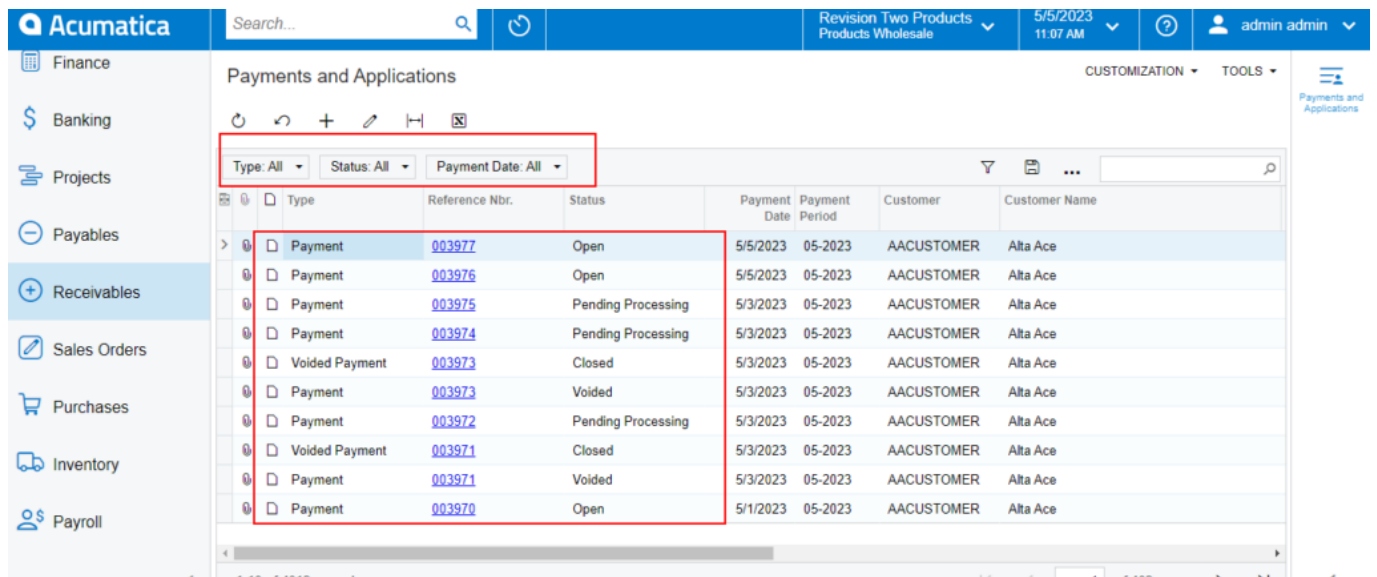 Acumatica
Search...
Revision Two Products
Products Wholesale
5/5/2023
11:07 AM
admin admin
Finance
Banking
Projects
Payables
Receivables
Sales Orders
Purchases
Inventory
Payroll
Payments and Applications
CUSTOMIZATION
TOOLS
Payments and
Applications
Type: All
Status: All
Payment Date: All
...
Type Reference Nbr. Status Payment Date Payment Period Customer Customer Name
Payment 003977 Open 5/5/2023 05-2023 AACUSTOMER Alta Ace
Payment 003976 Open 5/5/2023 05-2023 AACUSTOMER Alta Ace
Payment 003975 Pending Processing 5/3/2023 05-2023 AACUSTOMER Alta Ace
Payment 003974 Pending Processing 5/3/2023 05-2023 AACUSTOMER Alta Ace
Voided Payment 003973 Closed 5/3/2023 05-2023 AACUSTOMER Alta Ace
Payment 003973 Voided 5/3/2023 05-2023 AACUSTOMER Alta Ace
Payment 003972 Pending Processing 5/3/2023 05-2023 AACUSTOMER Alta Ace
Voided Payment 003971 Closed 5/3/2023 05-2023 AACUSTOMER Alta Ace
Payment 003971 Voided 5/3/2023 05-2023 AACUSTOMER Alta Ace
Payment 003970 Open 5/1/2023 05-2023 AACUSTOMER Alta Ace